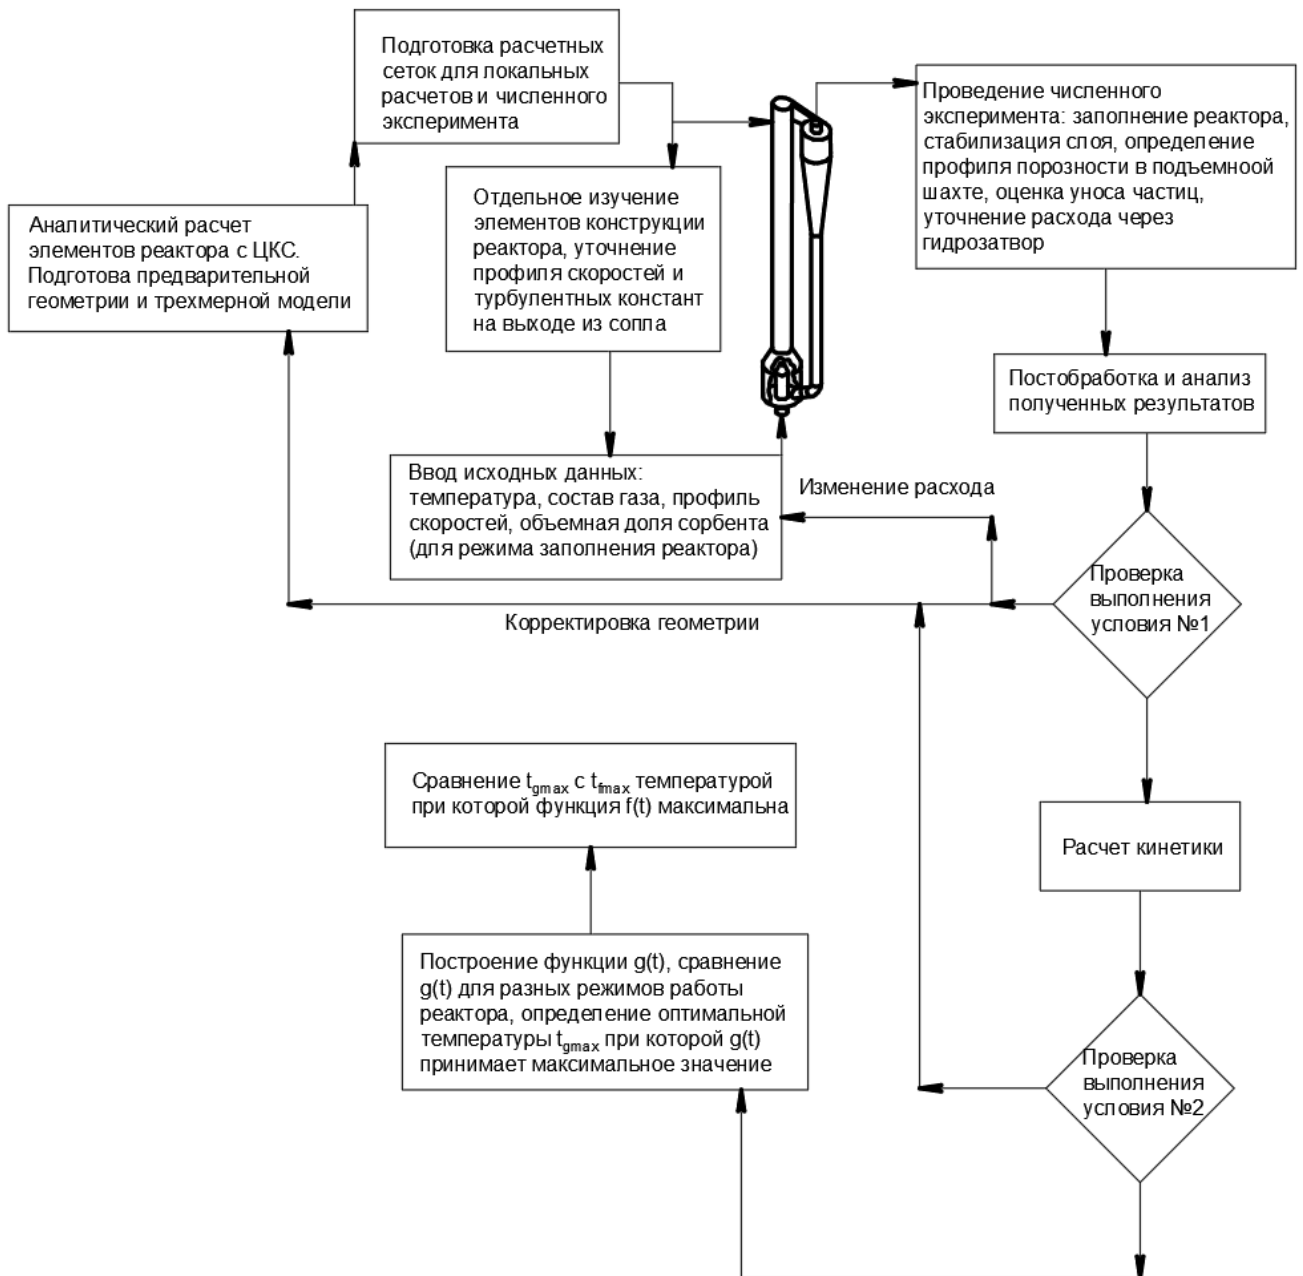 Подготовка расчетных
сеток для локальных
расчетов и численного
эксперимента
Проведение численного
эксперимента: заполнение реактора,
стабилизация слоя, определение
профиля порозности в подъемноой
шахте, оценка уноса частиц,
уточнение расхода через
гидрозатвор
Отдельное изучение
элементов конструкции
реактора, уточнение
профиля скоростей и
турбулентных констант
на выходе из сопла
Аналитический расчет
элементов реактора с ЦКС.
Подготова предварительной
геометрии и трехмерной модели
Постобработка и анализ
полученных результатов
Ввод исходных данных:
температура, состав газа, профиль
скоростей, объемная доля сорбента
(для режима заполнения реактора)
Изменение расхода
Проверка
выполнения
условия №1
Корректировка геометрии
Сравнение tgmax с tfmax температурой
при которой функция f(t) максимальна
Расчет кинетики
Построение функции g(t), сравнение
g(t) для разных режимов работы
реактора, определение оптимальной
температуры tgmax при которой g(t)
принимает максимальное значение
Проверка
выполнения
условия №2